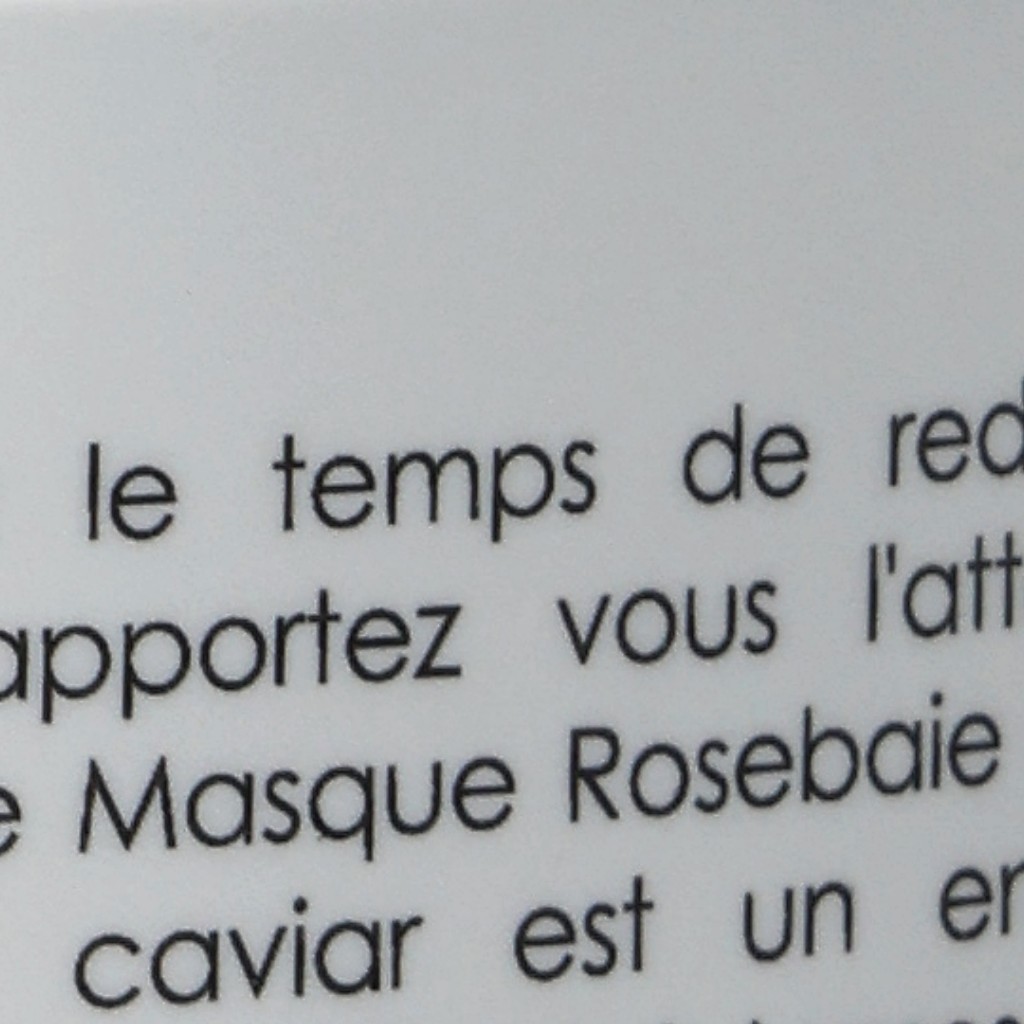 le temps de
apportez vous
Masque Rosebaie
caviar est un